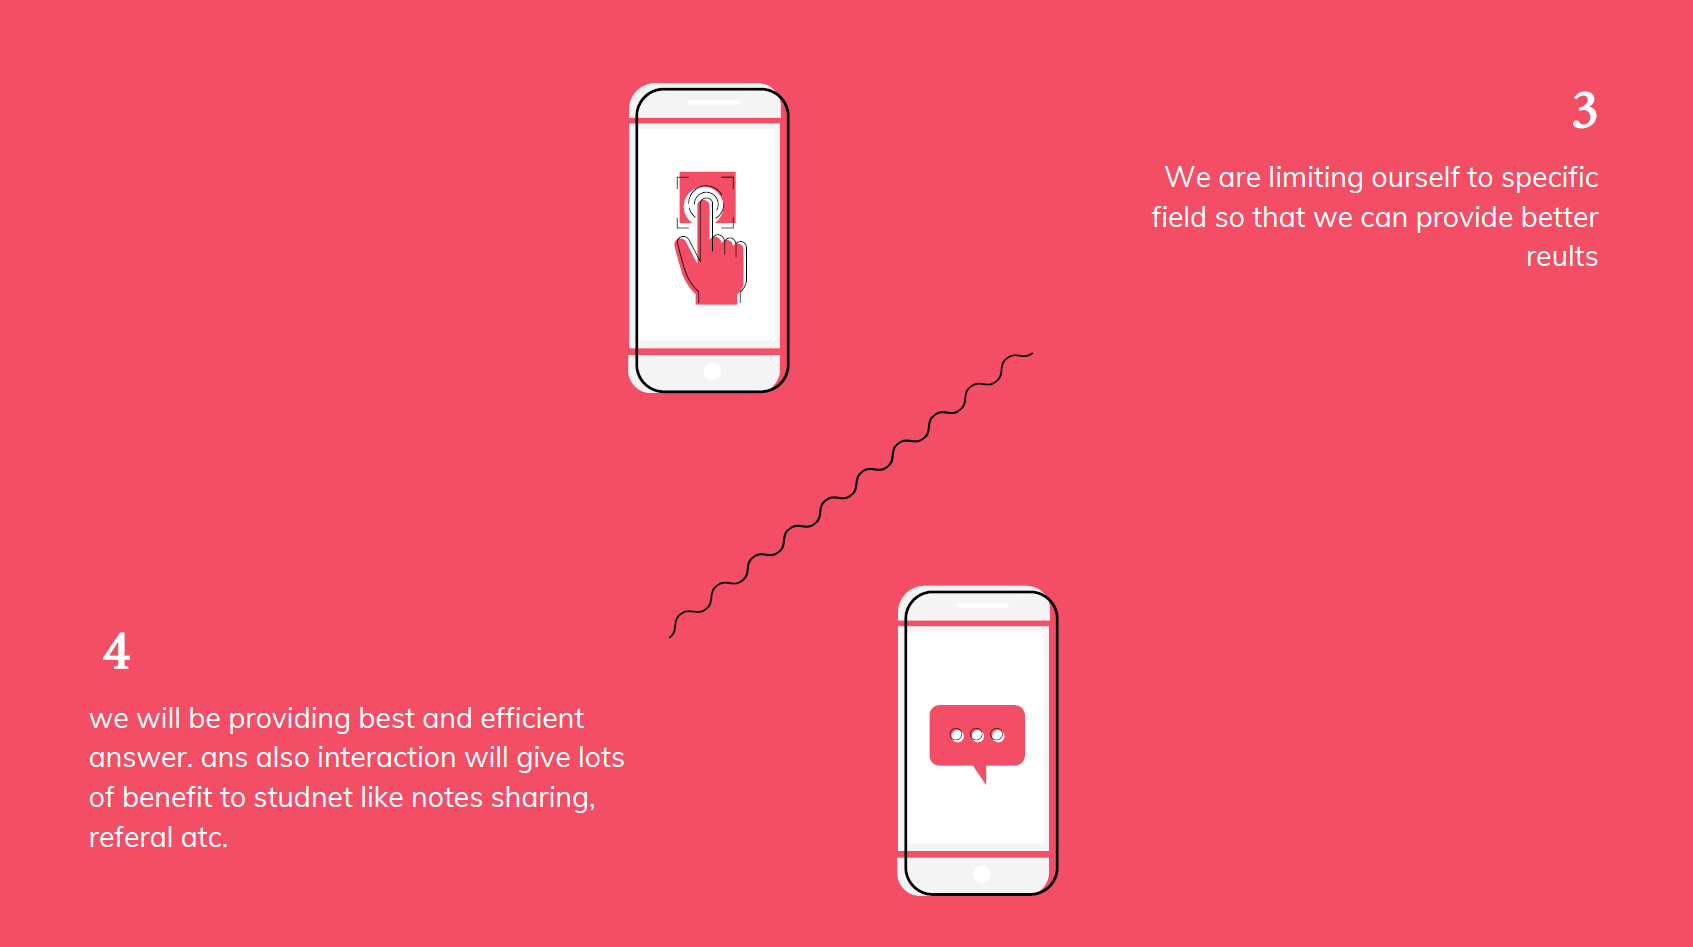 3
We are limiting ourself to specific
field so that we can provide better
reults
4
we will be providing best and efficient
answer. ans also interaction will give lots
of benefit to studnet like notes sharing,
referal atc.